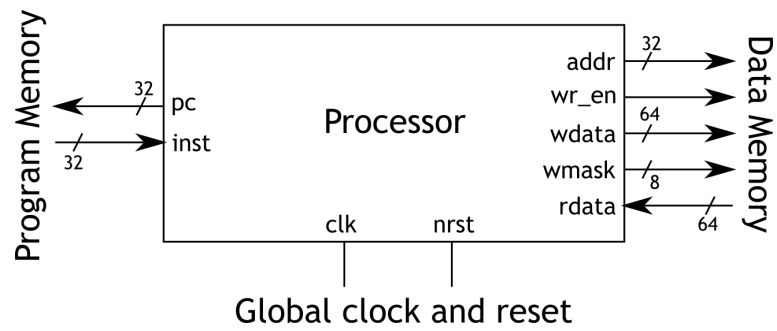 Program Memory
32
pc
inst
32
Processor
addr
32
wr_en
wdata
64
wmask
8
rdata
64
Data Memory
clk
nrst
Global clock and reset